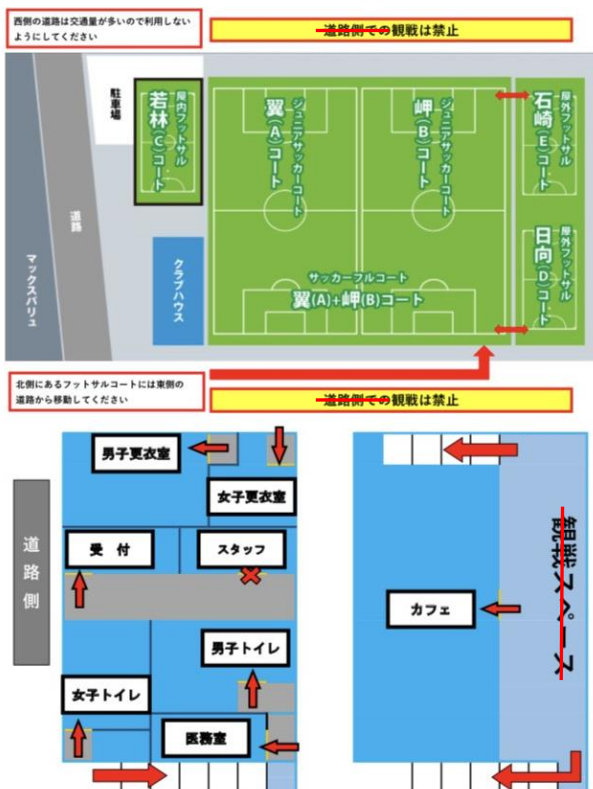 西側の道路は交通量が多いので利用しない
ようにしてください
道路側での観戦は禁止
駐車場
屋内フットサル
若林(C)コート
ジュニアサッカーコート
翼(A)コート
ジュニアサッカーコート
岬(B)コート
屋外フットサル
石崎(E)コート
道路
マックスバリュ
クラブハウス
サッカーフルコート
翼(A)+岬(B)コート
屋外フットサル
日向(D)コート
北側にあるフットサルコートには東側の
道路から移動してください
道路側での観戦は禁止
男子更衣室
女子更衣室
道路側
受 付
スタッフ
男子トイレ
女子トイレ
医務室
カフェ
観戦スペース